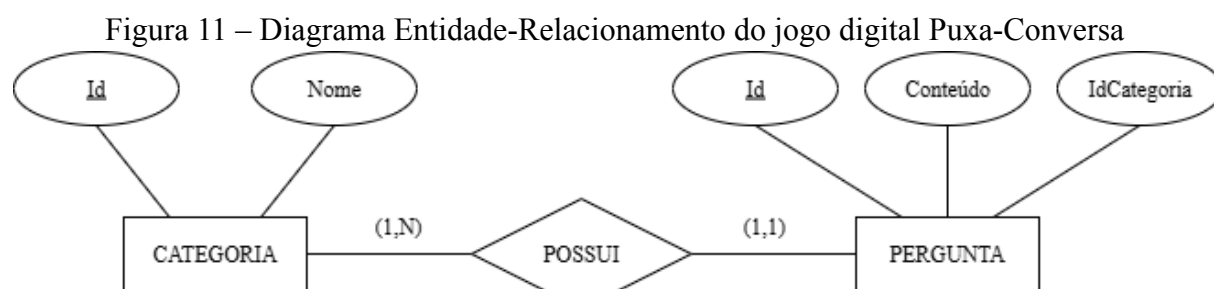 Figura 11 – Diagrama Entidade-Relacionamento do jogo digital Puxa-Conversa
Id Nome Id Conteúdo IdCategoria
(1,N) (1,1)
CATEGORIA POSSUI PERGUNTA